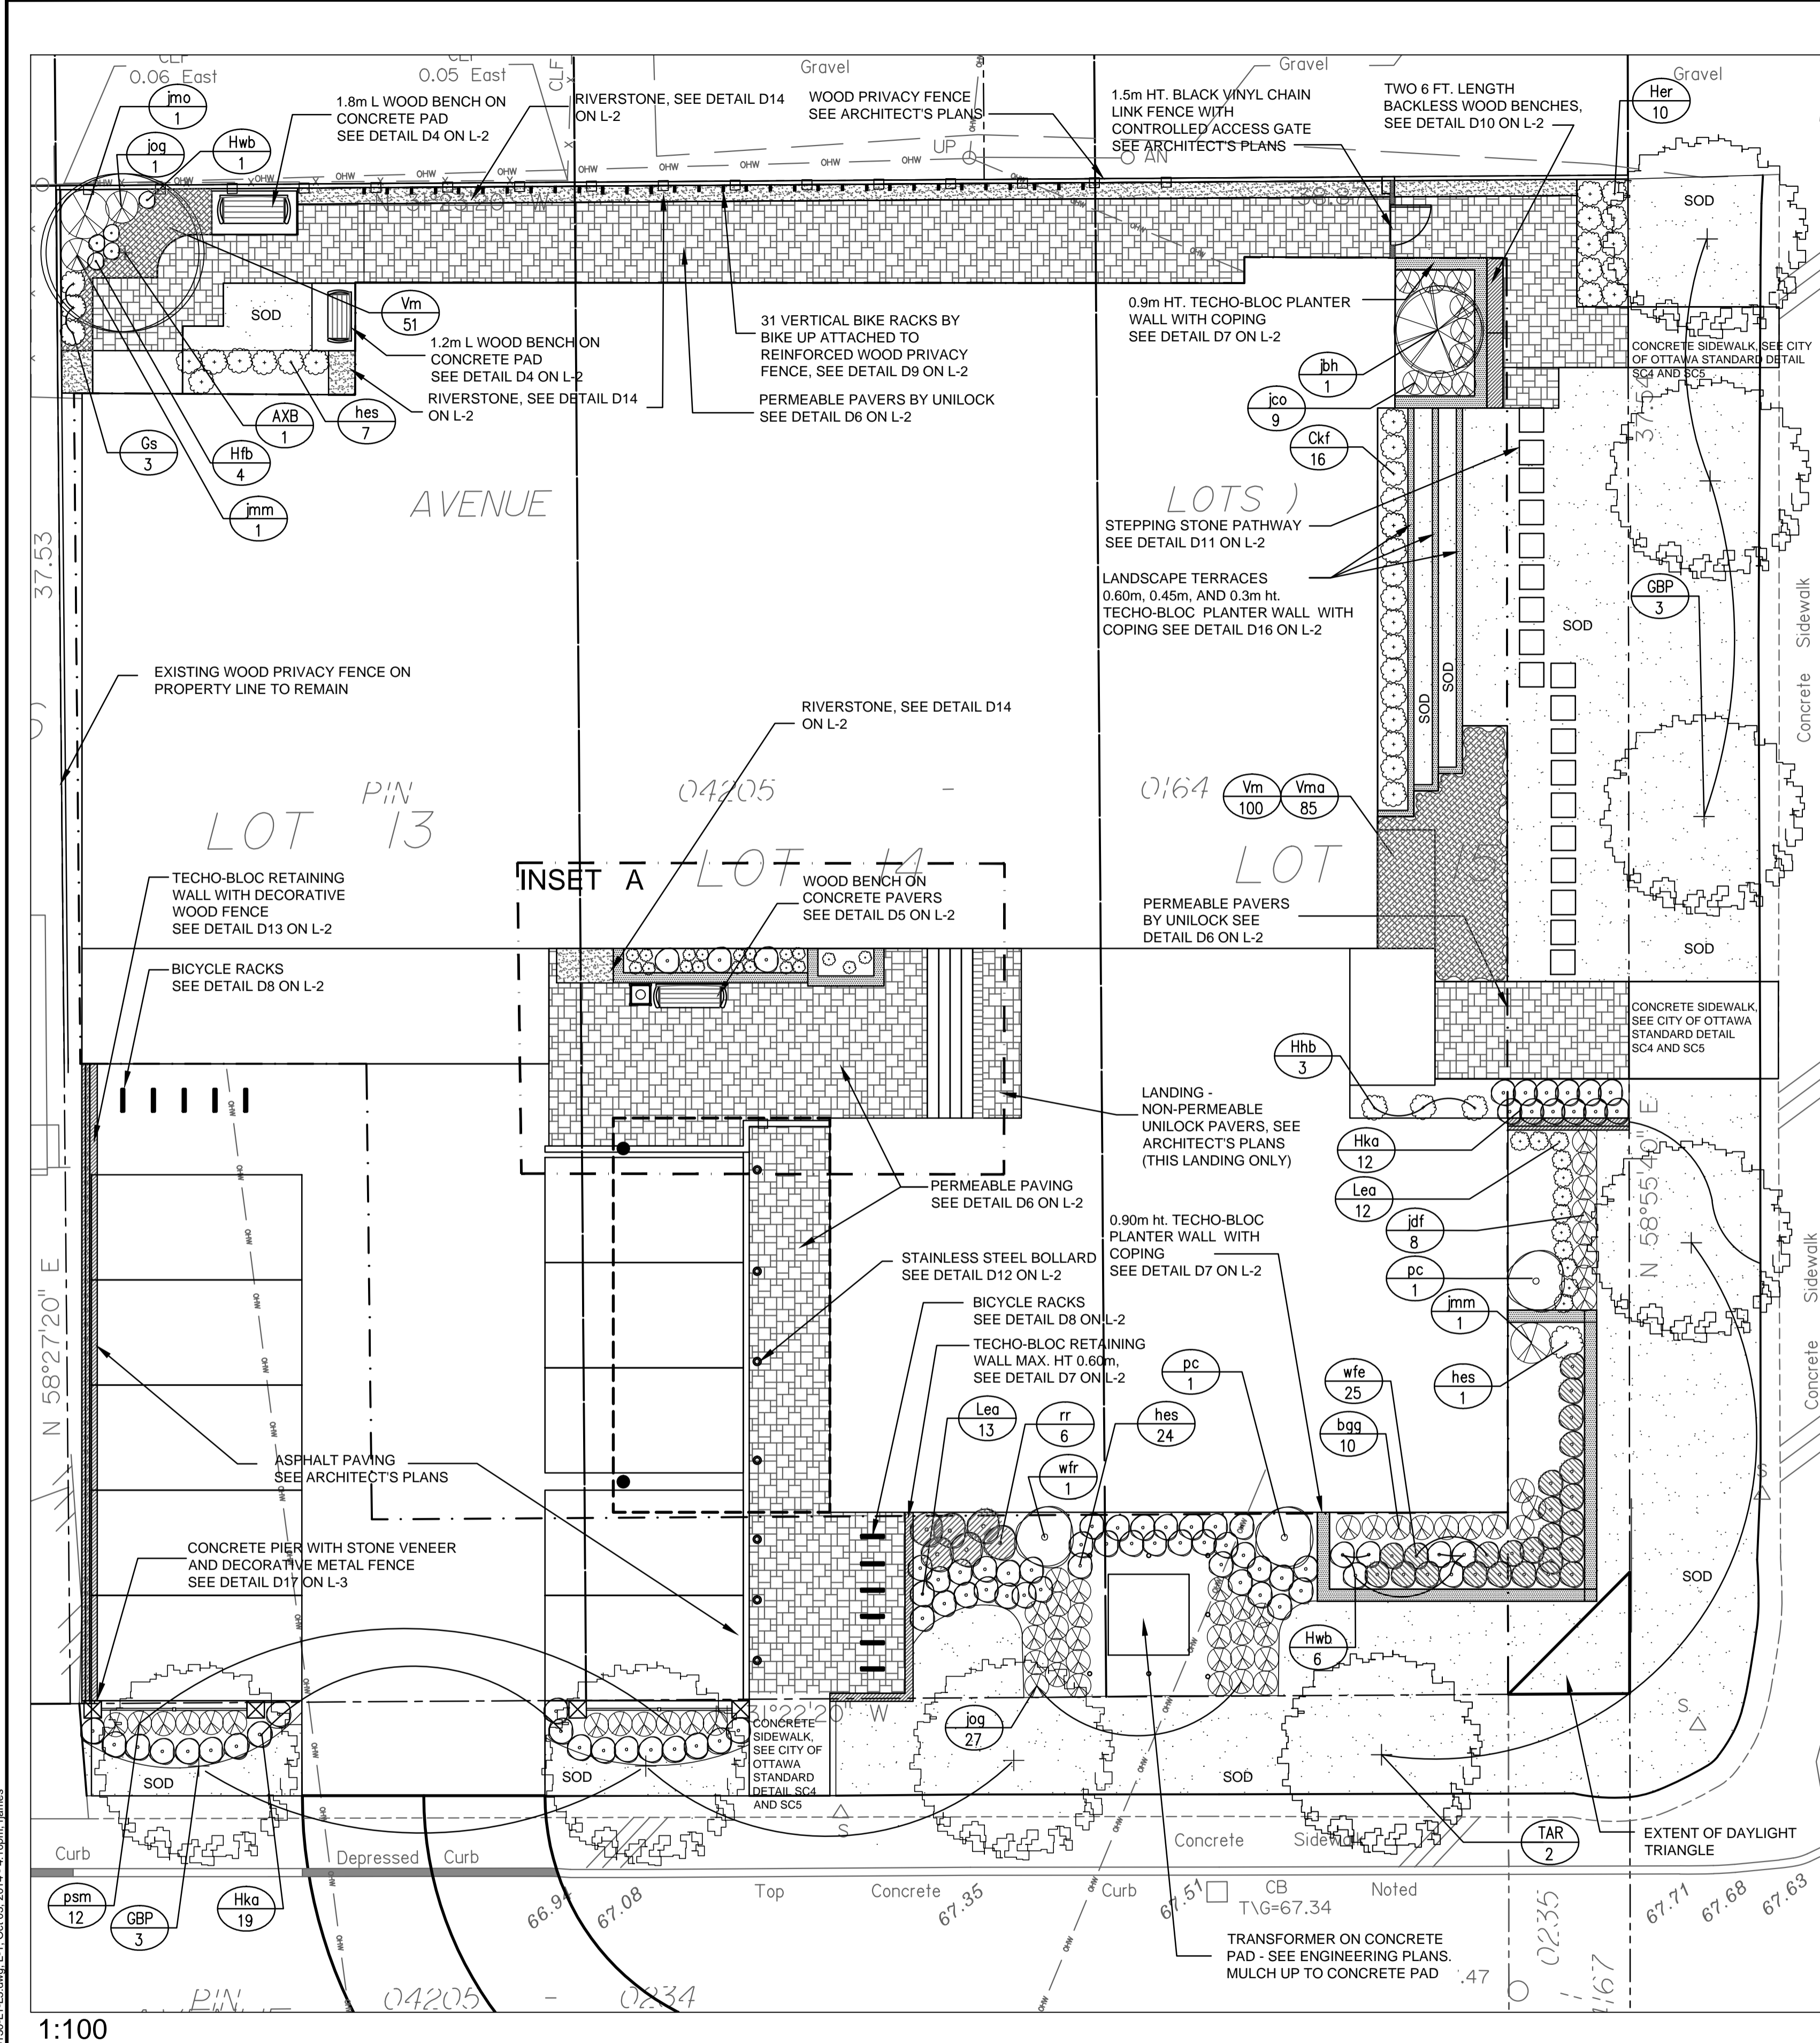 CLF
0.06 East
CLF
0.05 East
CLF
Gravel
Gravel
Gravel
jmo
1
jog
1
Hwb
1
1.8m L WOOD BENCH ON
CONCRETE PAD
SEE DETAIL D4 ON L-2
RIVERSTONE, SEE DETAIL D14
ON L-2
WOOD PRIVACY FENCE
SEE ARCHITECT'S PLANS
UP
AN
1.5m HT. BLACK VINYL CHAIN
LINK FENCE WITH
CONTROLLED ACCESS GATE
SEE ARCHITECT'S PLANS
TWO 6 FT. LENGTH
BACKLESS WOOD BENCHES,
SEE DETAIL D10 ON L-2
Her
10
SOD
OHW
OHW
OHW
OHW
OHW
OHW
OHW
OHW
OHW
SOD
Vm
51
1.2m L WOOD BENCH ON
CONCRETE PAD
SEE DETAIL D4 ON L-2
RIVERSTONE, SEE DETAIL D14
ON L-2
31 VERTICAL BIKE RACKS BY
BIKE UP ATTACHED TO
REINFORCED WOOD PRIVACY
FENCE, SEE DETAIL D9 ON L-2
PERMEABLE PAVERS BY UNILOCK
SEE DETAIL D6 ON L-2
0.9m HT. TECHO-BLOC PLANTER
WALL WITH COPING
SEE DETAIL D7 ON L-2
jbh
1
jco
9
Ckf
16
CONCRETE SIDEWALK, SEE CITY
OF OTTAWA STANDARD DETAIL
SC4 AND SC5
37.54
Gs
3
AXB
1
hes
7
Hfb
4
jmm
1
37.53
AVENUE
LOTS )
STEPPING STONE PATHWAY
SEE DETAIL D11 ON L-2
LANDSCAPE TERRACES
0.60m, 0.45m, AND 0.3m ht.
TECHO-BLOC PLANTER WALL WITH
COPING SEE DETAIL D16 ON L-2
GBP
3
SOD
SOD
SOD
Concrete Sidewalk
EXISTING WOOD PRIVACY FENCE ON
PROPERTY LINE TO REMAIN
RIVERSTONE, SEE DETAIL D14
ON L-2
PIN 04205 - 0164
LOT 13
LOT 14
LOT 15
Vm
100
Vma
85
INSET A
WOOD BENCH ON
CONCRETE PAVERS
SEE DETAIL D5 ON L-2
TECHO-BLOC RETAINING
WALL WITH DECORATIVE
WOOD FENCE
SEE DETAIL D13 ON L-2
BICYCLE RACKS
SEE DETAIL D8 ON L-2
PERMEABLE PAVERS
BY UNILOCK SEE
DETAIL D6 ON L-2
SOD
CONCRETE SIDEWALK,
SEE CITY OF OTTAWA
STANDARD DETAIL
SC4 AND SC5
Hhb
3
LANDING -
NON-PERMEABLE
UNILOCK PAVERS, SEE
ARCHITECT'S PLANS
(THIS LANDING ONLY)
Hka
12
Lea
12
jdf
8
pc
1
jmm
1
hes
1
N 58°55'40" E
Concrete Sidewalk
Concrete
PERMEABLE PAVING
SEE DETAIL D6 ON L-2
0.90m ht. TECHO-BLOC
PLANTER WALL WITH
COPING
SEE DETAIL D7 ON L-2
STAINLESS STEEL BOLLARD
SEE DETAIL D12 ON L-2
BICYCLE RACKS
SEE DETAIL D8 ON L-2
TECHO-BLOC RETAINING
WALL MAX. HT 0.60m,
SEE DETAIL D7 ON L-2
N 58°27'20" E
pc
1
wfe
25
bgg
10
Lea
13
rr
6
hes
24
wfr
1
ASPHALT PAVING
SEE ARCHITECT'S PLANS
CONCRETE PIER WITH STONE VENEER
AND DECORATIVE METAL FENCE
SEE DETAIL D17 ON L-3
SOD
Hwb
6
jog
27
31°22'20" W
CONCRETE
SIDEWALK,
SEE CITY OF
OTTAWA
STANDARD
DETAIL SC4
AND SC5
SOD
SOD
SOD
S
S
S
TAR
2
EXTENT OF DAYLIGHT
TRIANGLE
Curb
Depressed Curb
Concrete Sidewalk
psm
12
GBP
3
Hka
19
66.94
67.08
Top Concrete
67.35
Curb
67.51
CB
T\G=67.34
Noted
67.71
67.68
67.63
0235
TRANSFORMER ON CONCRETE
PAD - SEE ENGINEERING PLANS.
MULCH UP TO CONCRETE PAD
.47
PIN 04205 - 0234
1:100